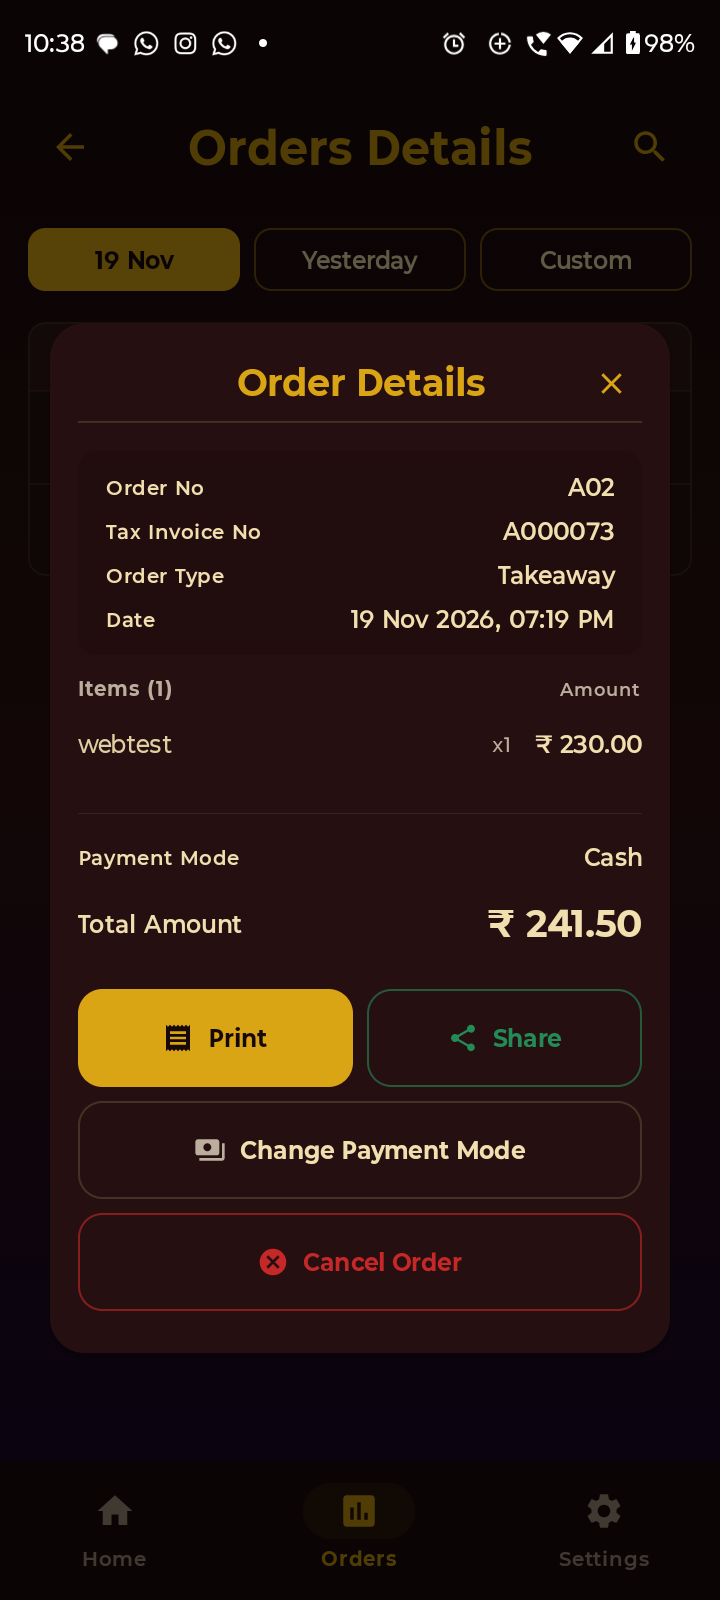 10:38 98%
Orders Details
19 Nov Yesterday Custom
Order Details
Order No A02
Tax Invoice No A000073
Order Type Takeaway
Date 19 Nov 2026, 07:19 PM
Items (1) Amount
webtest x1 ₹ 230.00
Payment Mode Cash
Total Amount ₹ 241.50
Print Share
Change Payment Mode
Cancel Order
Home Orders Settings